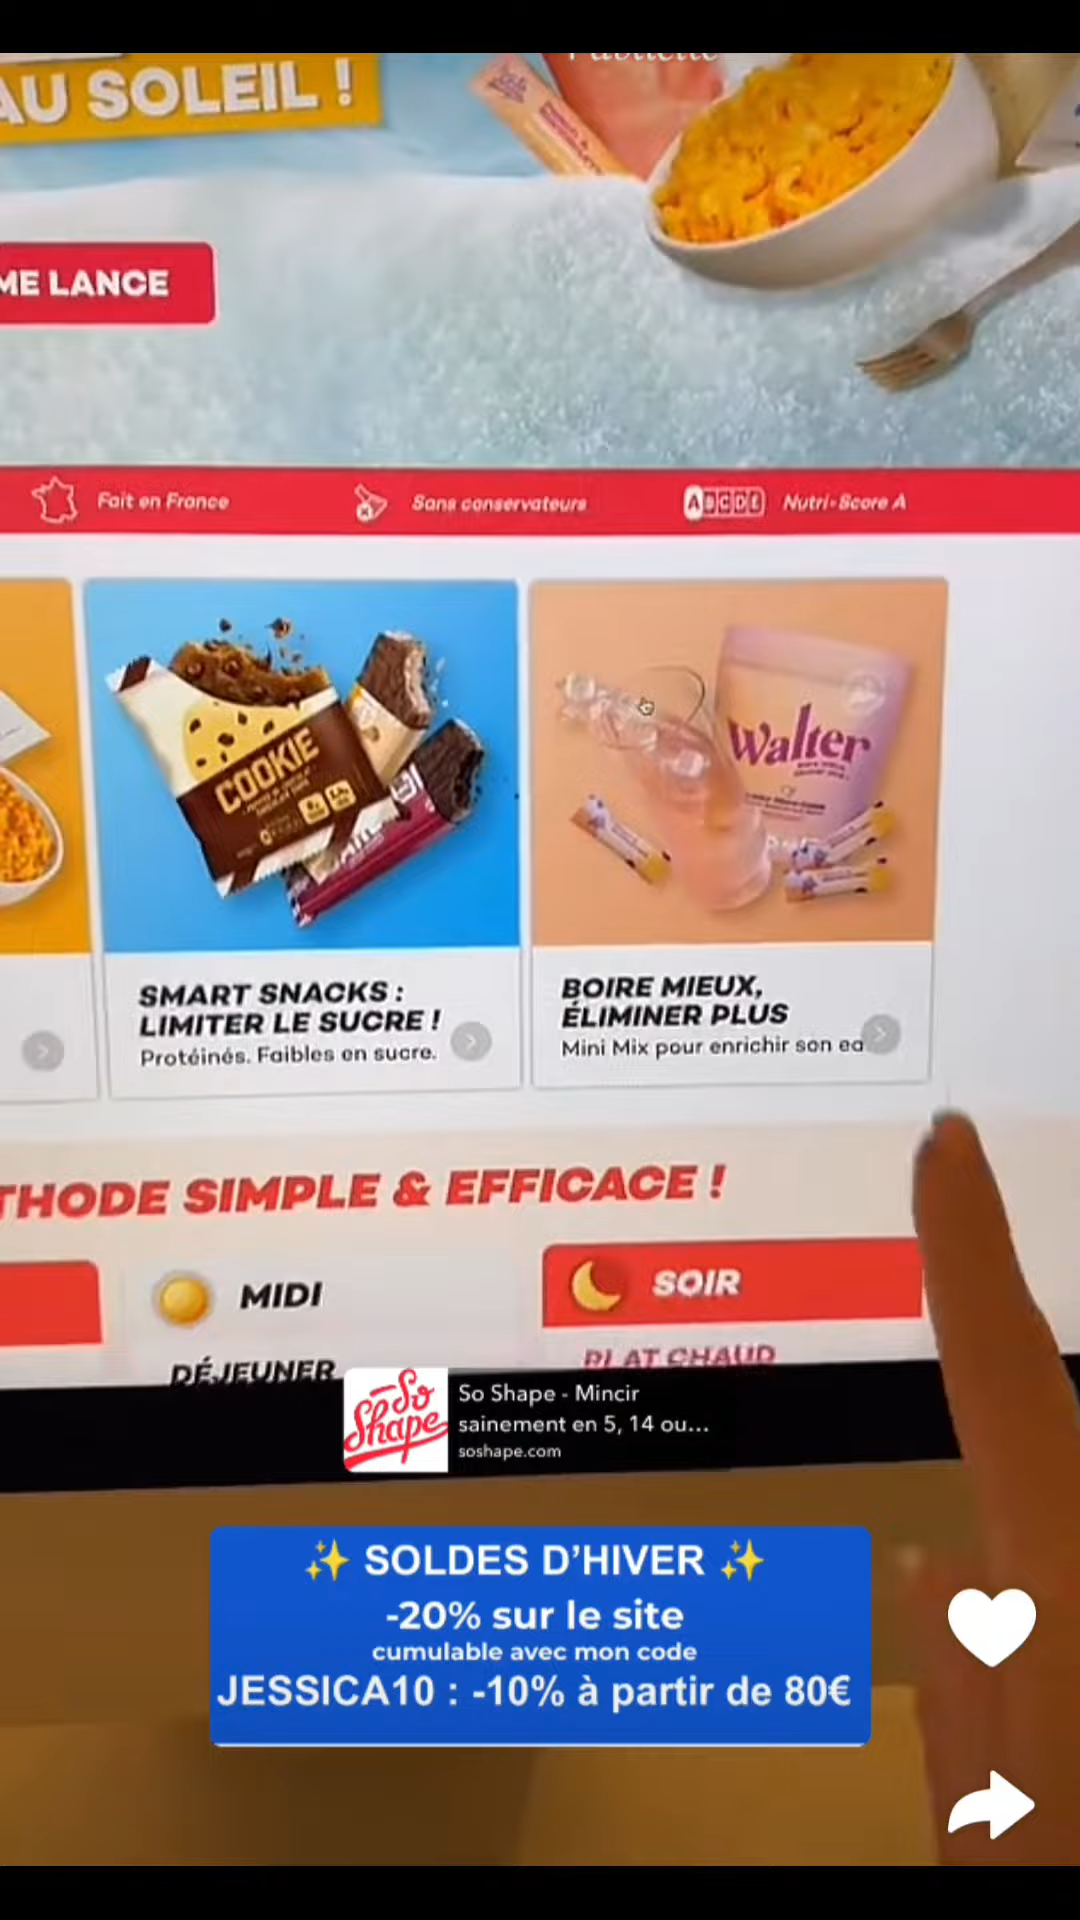 Publicité
AU SOLEIL !
ME LANCE
Fait en France
Sans conservateurs
ABCDE
Nutri-Score A
COOKIE
Walter
SMART SNACKS :
LIMITER LE SUCRE !
Protéinés. Faibles en sucre.
BOIRE MIEUX,
ÉLIMINER PLUS
Mini Mix pour enrichir son ea
THODE SIMPLE & EFFICACE !
MIDI
SOIR
DÉJEUNER
PLAT CHAUD
So Shape
So Shape - Mincir
sainement en 5, 14 ou...
soshape.com
✨ SOLDES D'HIVER ✨
-20% sur le site
cumulable avec mon code
JESSICA10 : -10% à partir de 80€